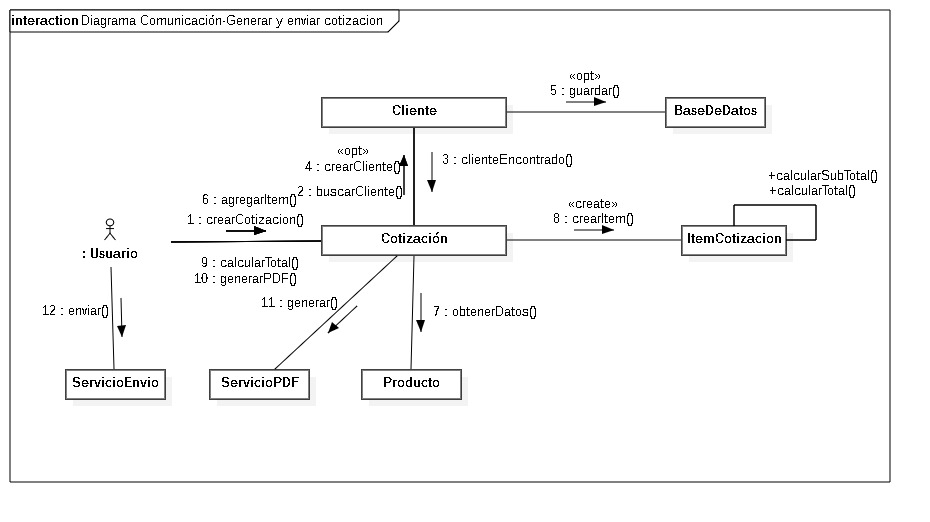 interaction Diagrama Comunicación-Generar y enviar cotizacion
«opt»
5 : guardar()
Cliente
BaseDeDatos
«opt»
4 : crearCliente()
3 : clienteEncontrado()
2 : buscarCliente()
+calcularSubTotal()
+calcularTotal()
6 : agregarItem()
1 : crearCotizacion()
«create»
8 : crearItem()
Cotización
ItemCotizacion
: Usuario
9 : calcularTotal()
10 : generarPDF()
12 : enviar()
11 : generar()
7 : obtenerDatos()
ServicioEnvio
ServicioPDF
Producto